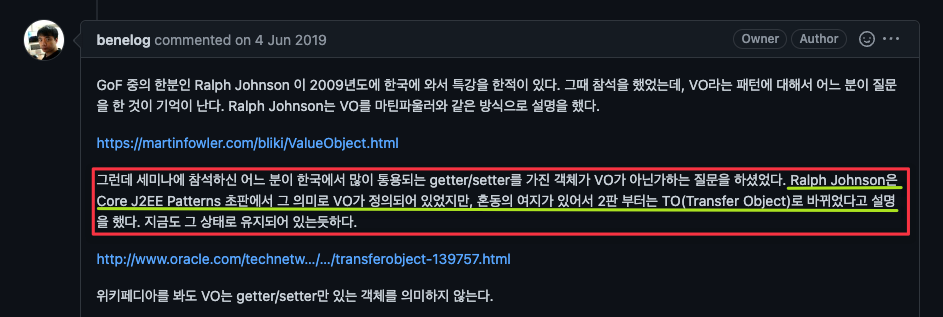 benelog commented on 4 Jun 2019
Owner
Author
GoF 중의 한분인 Ralph Johnson 이 2009년도에 한국에 와서 특강을 한적이 있다. 그때 참석을 했었는데, VO라는 패턴에 대해서 어느 분이 질문
을 한 것이 기억이 난다. Ralph Johnson는 VO를 마틴파울러와 같은 방식으로 설명을 했다.
https://martinfowler.com/bliki/ValueObject.html
그런데 세미나에 참석하신 어느 분이 한국에서 많이 통용되는 getter/setter를 가진 객체가 VO가 아닌가하는 질문을 하셨었다. Ralph Johnson은
Core J2EE Patterns 초판에서 그 의미로 VO가 정의되어 있었지만, 혼동의 여지가 있어서 2판 부터는 TO(Transfer Object)로 바뀌었다고 설명
을 했다. 지금도 그 상태로 유지되어 있는듯하다.
http://www.oracle.com/technetw.../.../transferobject-139757.html
위키페디아를 봐도 VO는 getter/setter만 있는 객체를 의미하지 않는다.